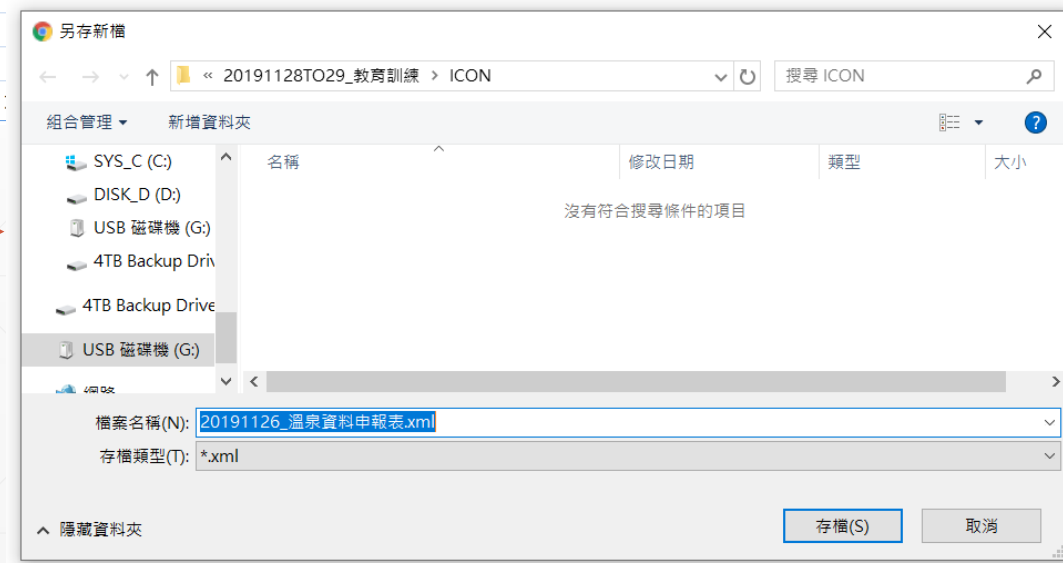 另存新檔
« 20191128TO29_教育訓練 > ICON
搜尋 ICON
組合管理
新增資料夾
名稱
修改日期
類型
大小
沒有符合搜尋條件的項目
SYS_C (C:)
DISK_D (D:)
USB 磁碟機 (G:)
4TB Backup Driv
4TB Backup Drive
USB 磁碟機 (G:)
網路
檔案名稱(N): 20191126_溫泉資料申報表.xml
存檔類型(T): *.xml
隱藏資料夾
存檔(S)
取消